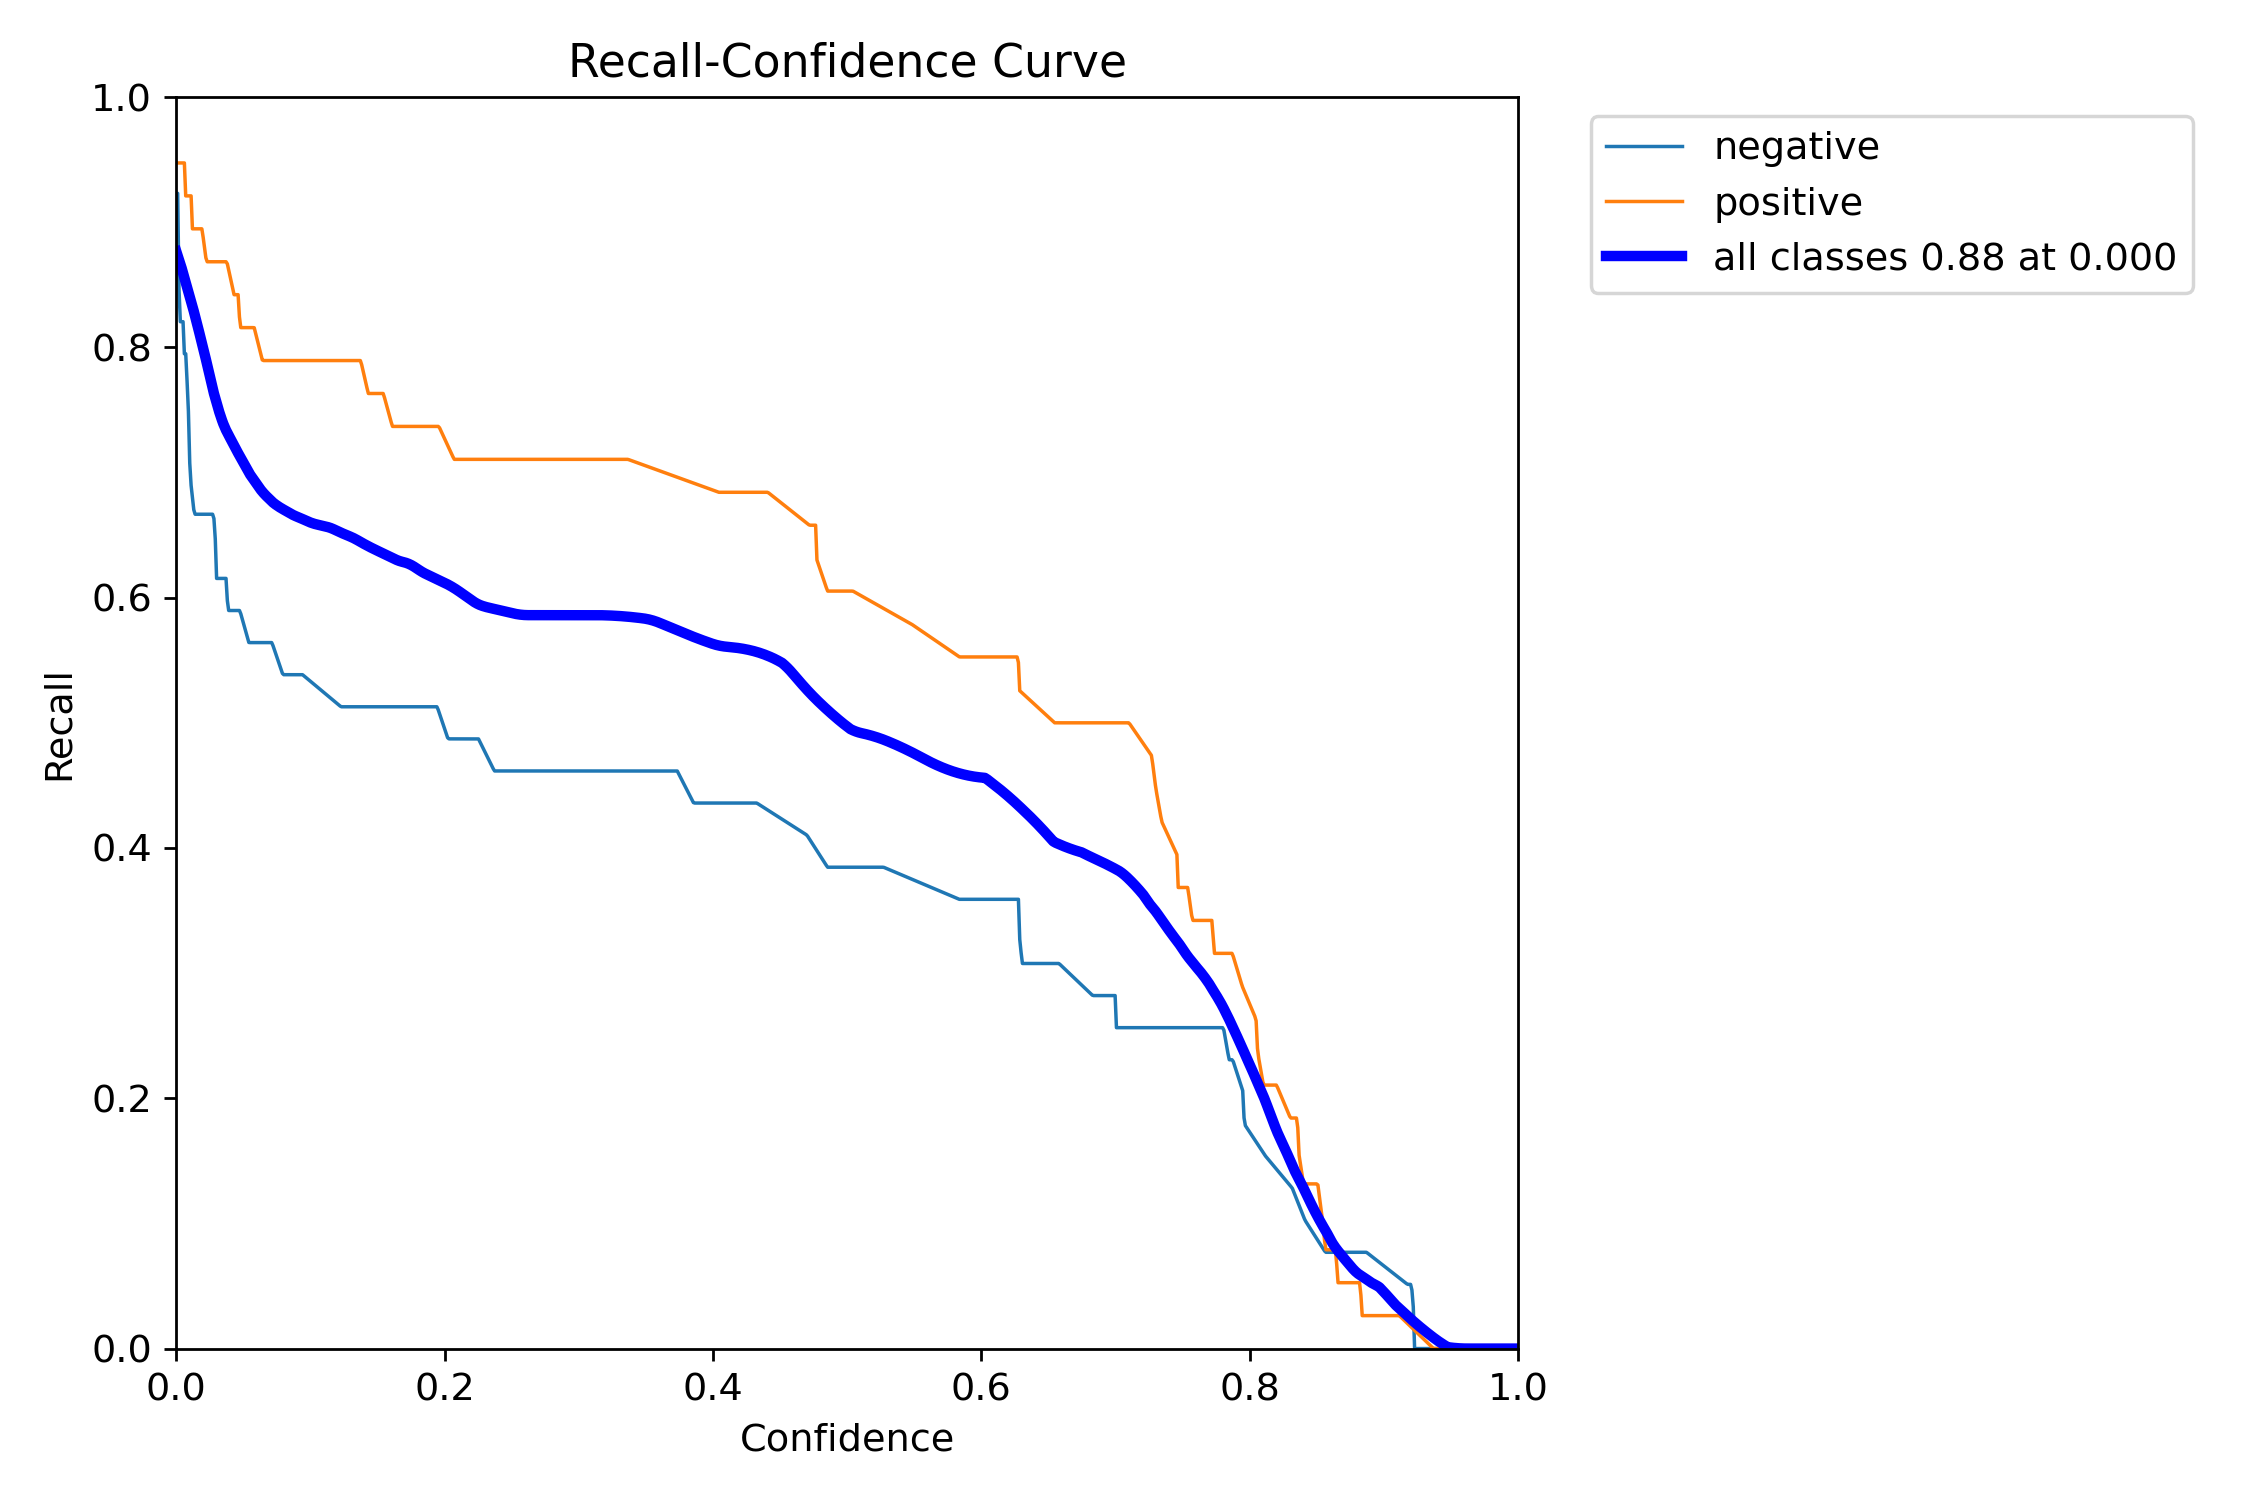 Recall-Confidence Curve
1.0
0.8
0.6
0.4
0.2
0.0
Recall
0.0 0.2 0.4 0.6 0.8 1.0
Confidence
negative
positive
all classes 0.88 at 0.000